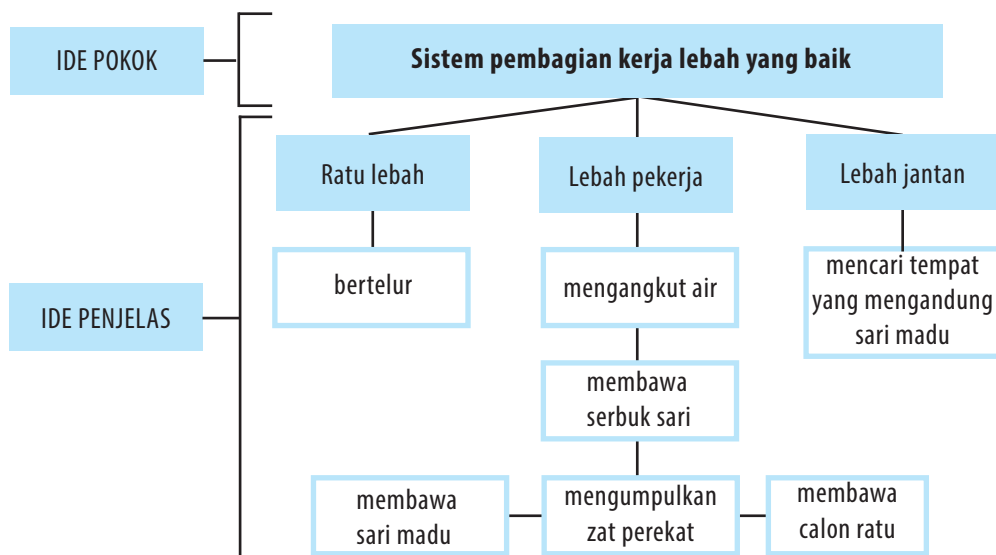 IDE POKOK
Sistem pembagian kerja lebah yang baik
Ratu lebah
Lebah pekerja
Lebah jantan
bertelur
mengangkut air
mencari tempat
yang mengandung
sari madu
IDE PENJELAS
membawa
serbuk sari
membawa
sari madu
mengumpulkan
zat perekat
membawa
calon ratu